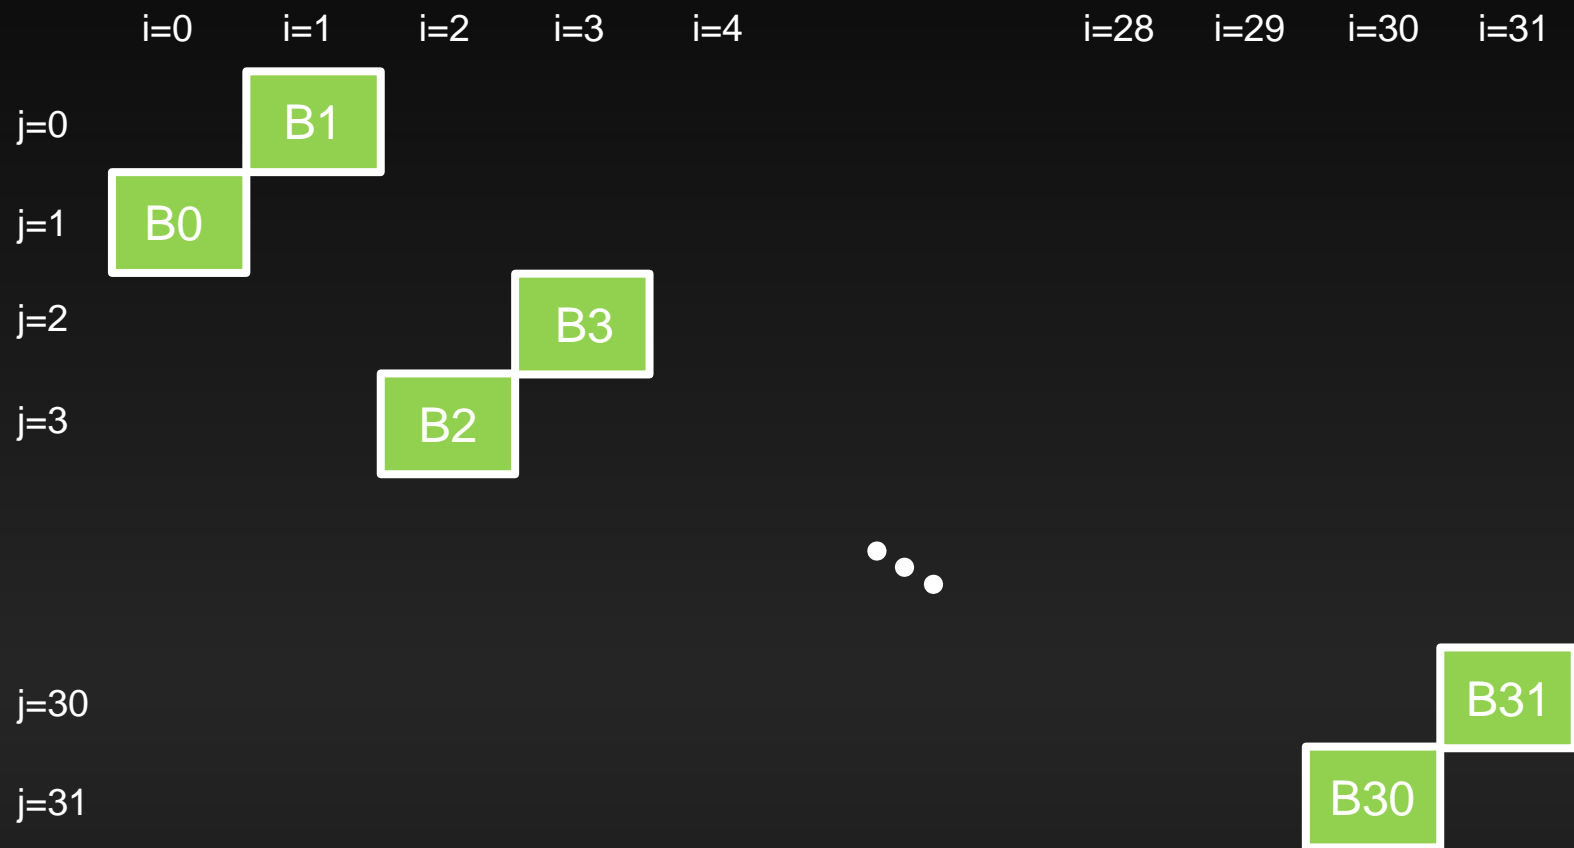 i=0 i=1 i=2 i=3 i=4 i=28 i=29 i=30 i=31
j=0 B1
j=1 B0
j=2 B3
j=3 B2
j=30 B31
j=31 B30